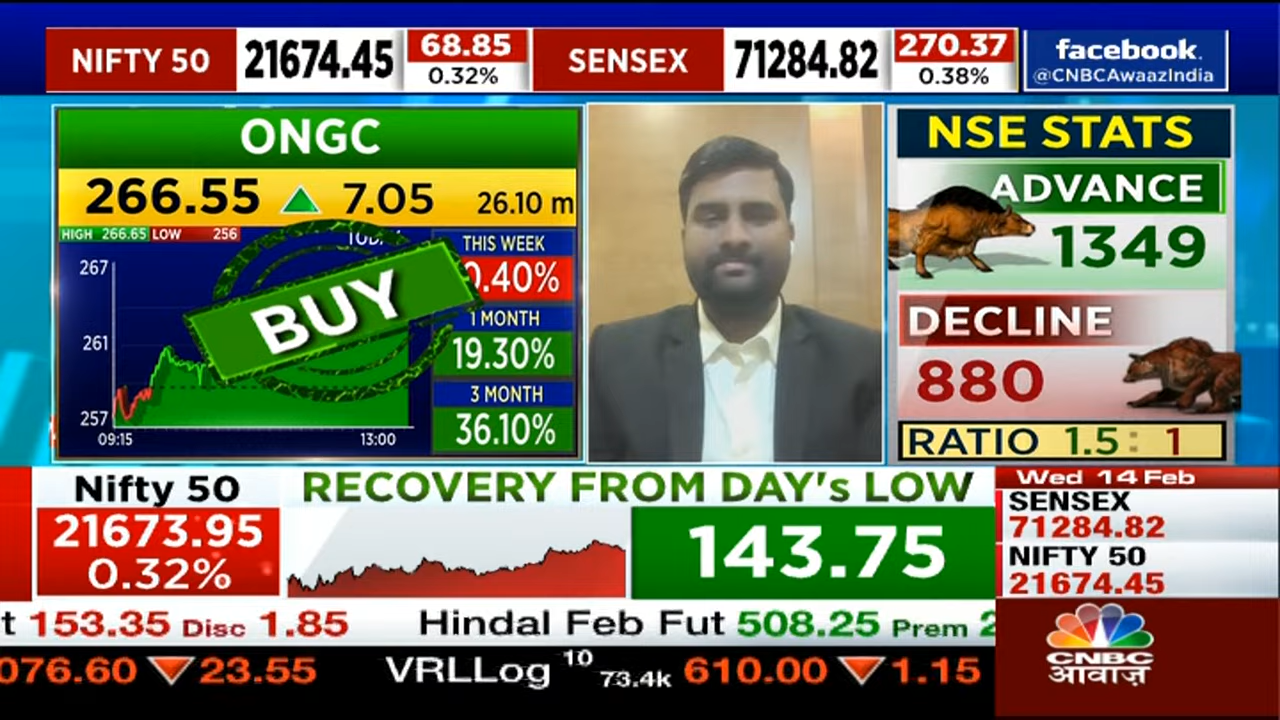 NIFTY 50 21674.45 68.85 0.32% SENSEX 71284.82 270.37 0.38% facebook. @CNBCAwaazIndia
ONGC
266.55 7.05 26.10 m
HIGH 266.65 LOW 256
THIS WEEK
0.40%
1 MONTH
19.30%
3 MONTH
36.10%
BUY
267
261
257
09:15 13:00
NSE STATS
ADVANCE
1349
DECLINE
880
RATIO 1.5 : 1
Nifty 50
21673.95
0.32%
RECOVERY FROM DAY's LOW
143.75
Wed 14 Feb
SENSEX
71284.82
NIFTY 50
21674.45
t 153.35 Disc 1.85 Hindal Feb Fut 508.25 Prem 2
076.60 23.55 VRLLog 10 73.4k 610.00 1.15
CNBC
आवाज़